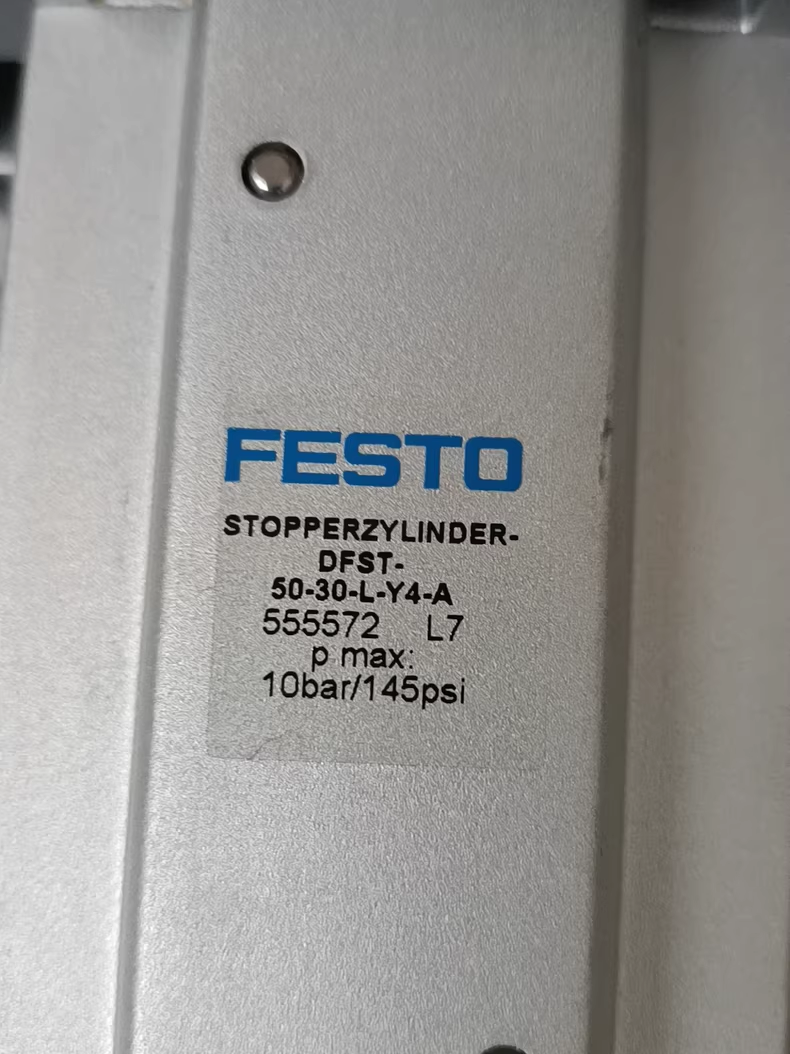 FESTO
STOPPERZYLINDER-
DFST-
50-30-L-Y4-A
555572 L7
p max:
10bar/145psi